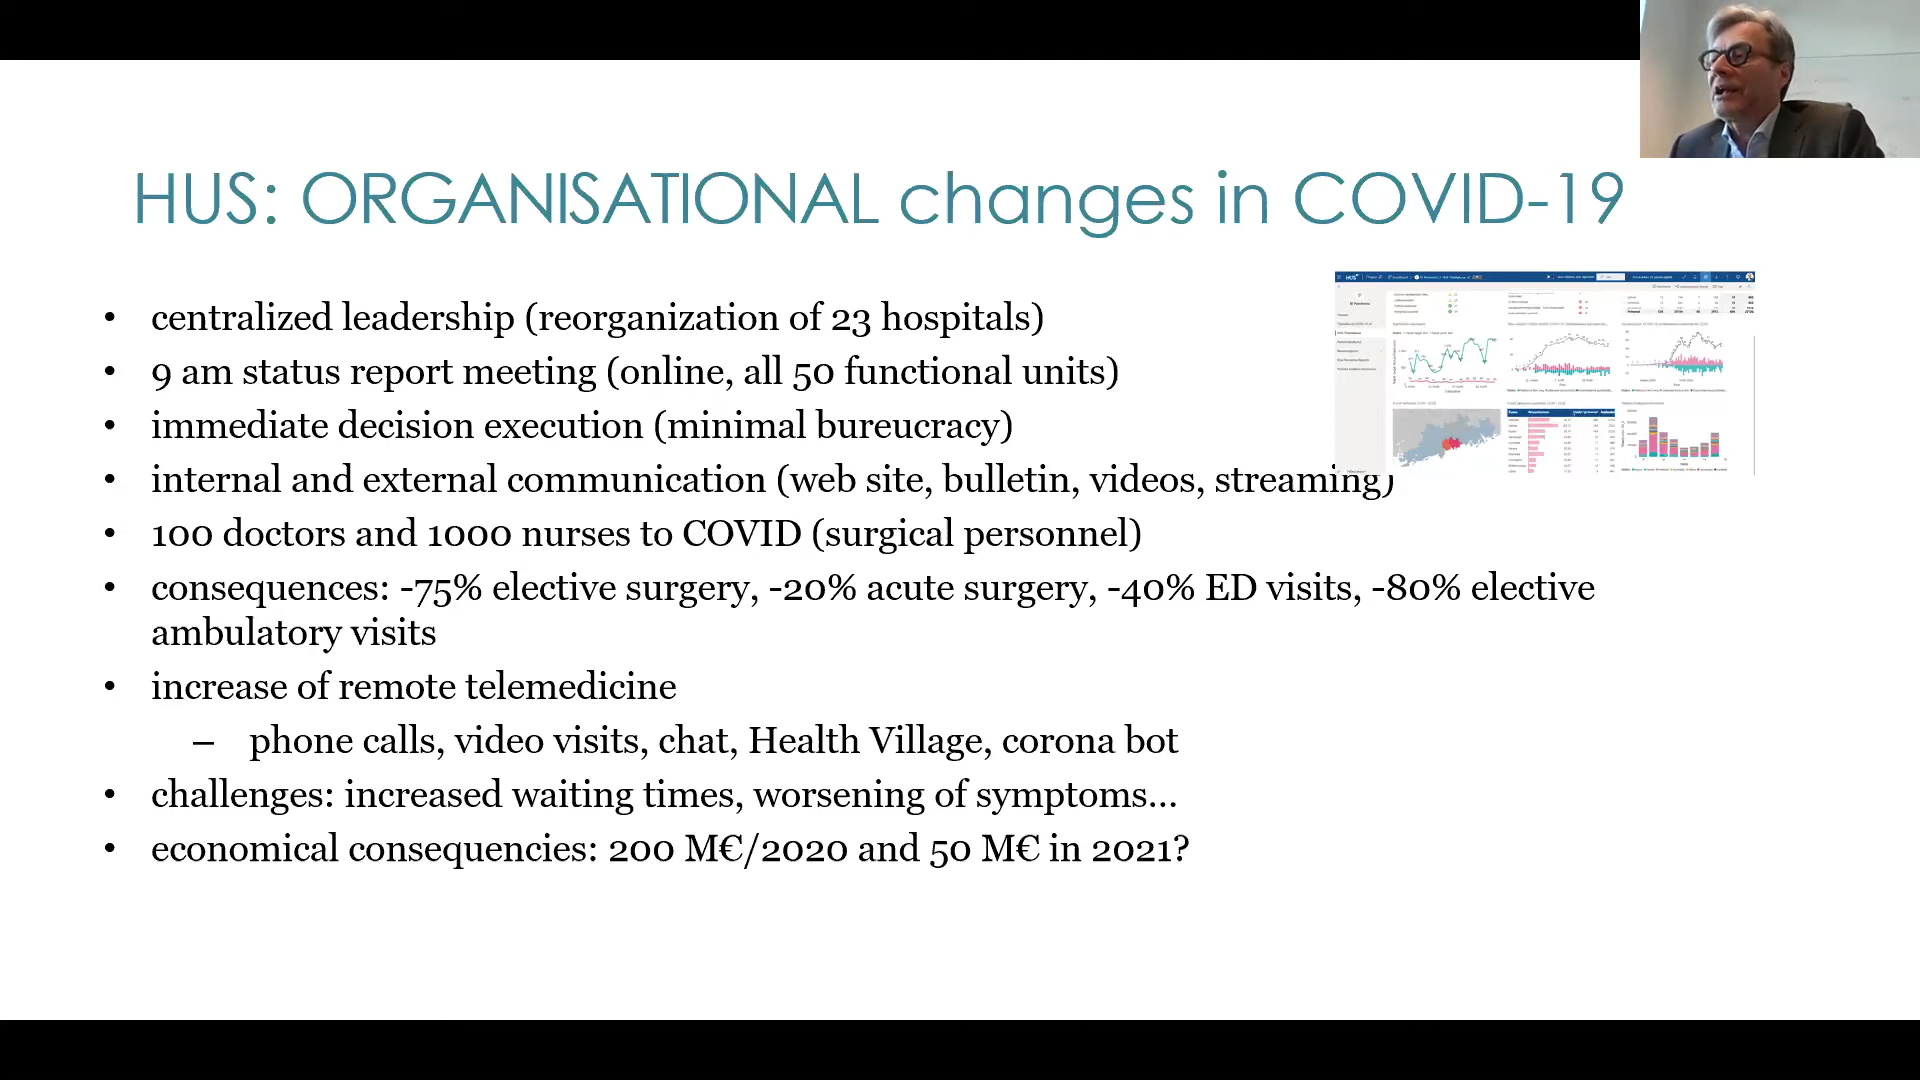 HUS: ORGANISATIONAL changes in COVID-19
• centralized leadership (reorganization of 23 hospitals)
• 9 am status report meeting (online, all 50 functional units)
• immediate decision execution (minimal bureucracy)
• internal and external communication (web site, bulletin, videos, streaming)
• 100 doctors and 1000 nurses to COVID (surgical personnel)
• consequences: -75% elective surgery, -20% acute surgery, -40% ED visits, -80% elective
ambulatory visits
• increase of remote telemedicine
– phone calls, video visits, chat, Health Village, corona bot
• challenges: increased waiting times, worsening of symptoms...
• economical consequencies: 200 M€/2020 and 50 M€ in 2021?
HUS